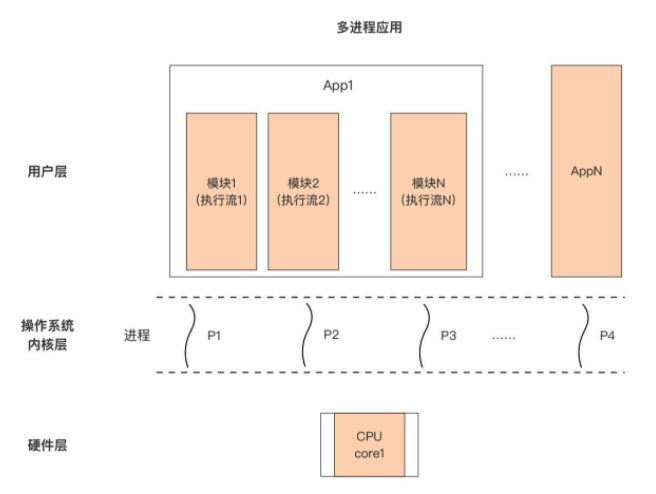 多进程应用
App1
用户层
模块1
(执行流1)
模块2
(执行流2)
……
模块N
(执行流N)
……
AppN
操作系统
内核层
进程
P1
P2
P3
……
P4
硬件层
CPU
core1